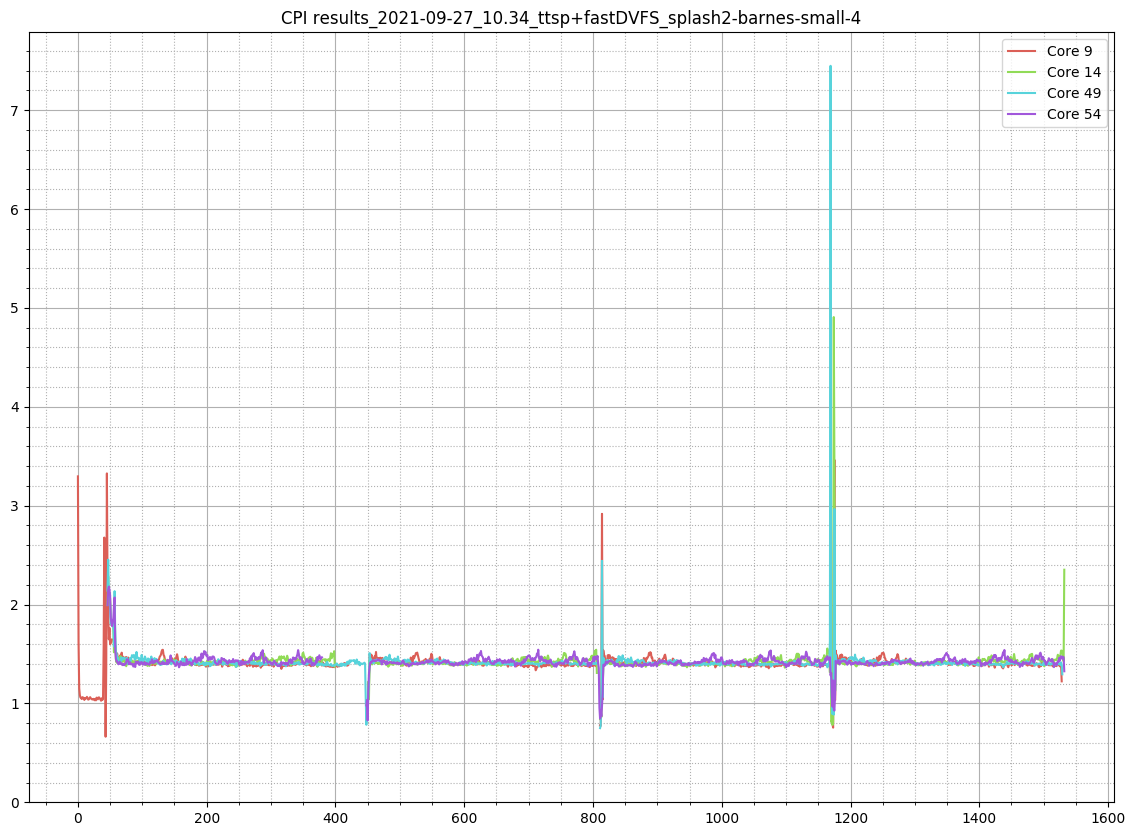 CPI results_2021-09-27_10.34_ttsp+fastDVFS_splash2-barnes-small-4
Core 9
Core 14
Core 49
Core 54
7
6
5
4
3
2
1
0
0 200 400 600 800 1000 1200 1400 1600